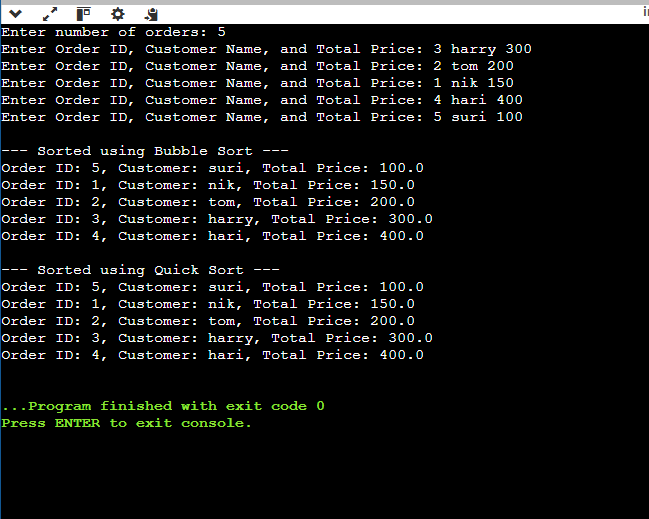 Enter number of orders: 5
Enter Order ID, Customer Name, and Total Price: 3 harry 300
Enter Order ID, Customer Name, and Total Price: 2 tom 200
Enter Order ID, Customer Name, and Total Price: 1 nik 150
Enter Order ID, Customer Name, and Total Price: 4 hari 400
Enter Order ID, Customer Name, and Total Price: 5 suri 100
--- Sorted using Bubble Sort ---
Order ID: 5, Customer: suri, Total Price: 100.0
Order ID: 1, Customer: nik, Total Price: 150.0
Order ID: 2, Customer: tom, Total Price: 200.0
Order ID: 3, Customer: harry, Total Price: 300.0
Order ID: 4, Customer: hari, Total Price: 400.0
--- Sorted using Quick Sort ---
Order ID: 5, Customer: suri, Total Price: 100.0
Order ID: 1, Customer: nik, Total Price: 150.0
Order ID: 2, Customer: tom, Total Price: 200.0
Order ID: 3, Customer: harry, Total Price: 300.0
Order ID: 4, Customer: hari, Total Price: 400.0
...Program finished with exit code 0
Press ENTER to exit console.